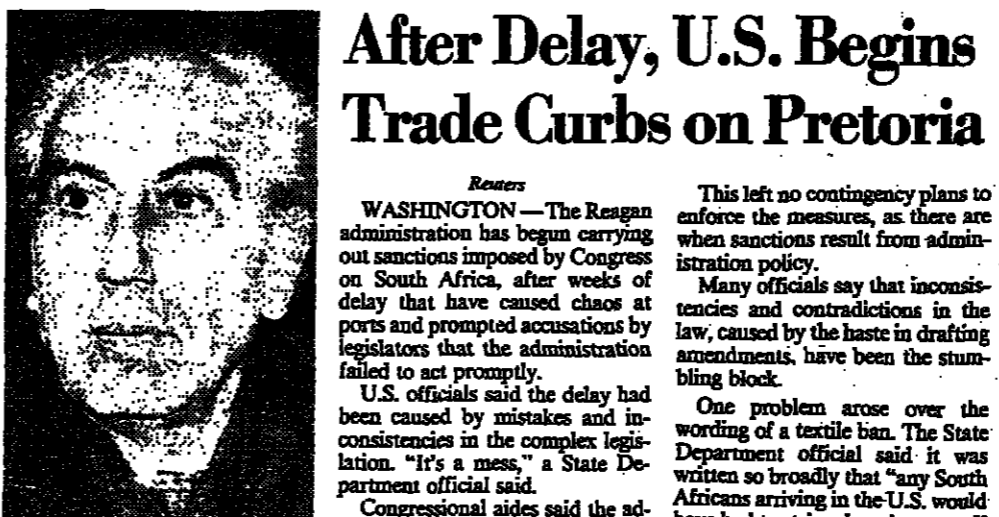 After Delay, U.S. Begins
Trade Curbs on Pretoria
Reuters
WASHINGTON — The Reagan
administration has begun carrying
out sanctions imposed by Congress
on South Africa, after weeks of
delay that have caused chaos at
ports and prompted accusations by
legislators that the administration
failed to act promptly.
U.S. officials said the delay had
been caused by mistakes and in-
consistencies in the complex legis-
lation. "It's a mess," a State De-
partment official said.
Congressional aides said the ad-
This left no contingency plans to
enforce the measures, as there are
when sanctions result from admin-
istration policy.
Many officials say that inconsis-
tencies and contradictions in the
law, caused by the haste in drafting
amendments, have been the stum-
bling block.
One problem arose over the
wording of a textile ban. The State
Department official said it was
written so broadly that "any South
Africans arriving in the U.S. would